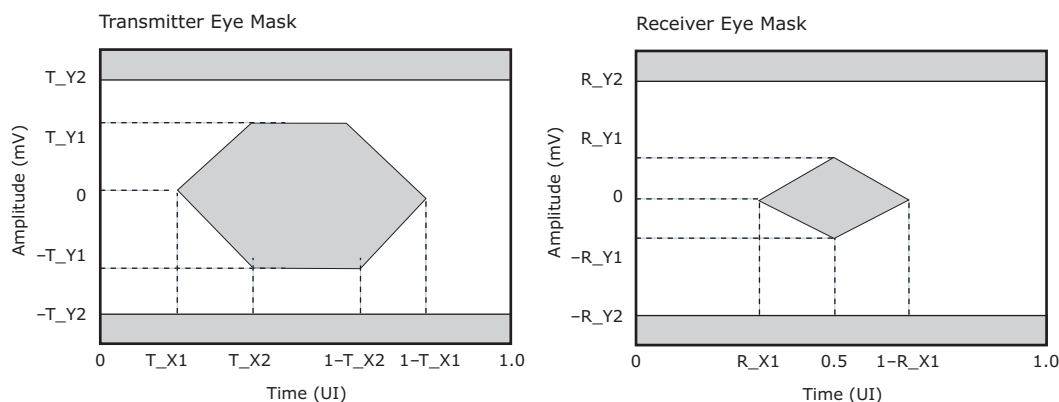 Transmitter Eye Mask
T_Y2
T_Y1
0
–T_Y1
–T_Y2
Amplitude (mV)
0
T_X1
T_X2
1–T_X2
1–T_X1
1.0
Time (UI)
Receiver Eye Mask
R_Y2
R_Y1
0
–R_Y1
–R_Y2
Amplitude (mV)
0
R_X1
0.5
1–R_X1
1.0
Time (UI)